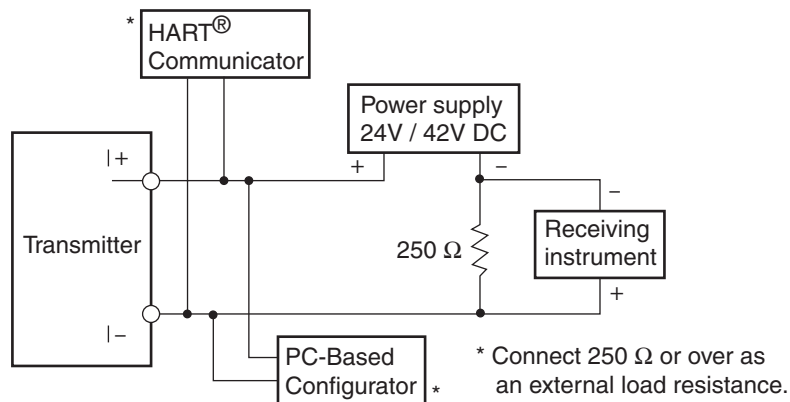 * HART®
Communicator
Power supply
24V / 42V DC
I+
+
−
−
Transmitter
250 Ω
Receiving
instrument
+
I−
PC-Based
Configurator *
* Connect 250 Ω or over as
an external load resistance.